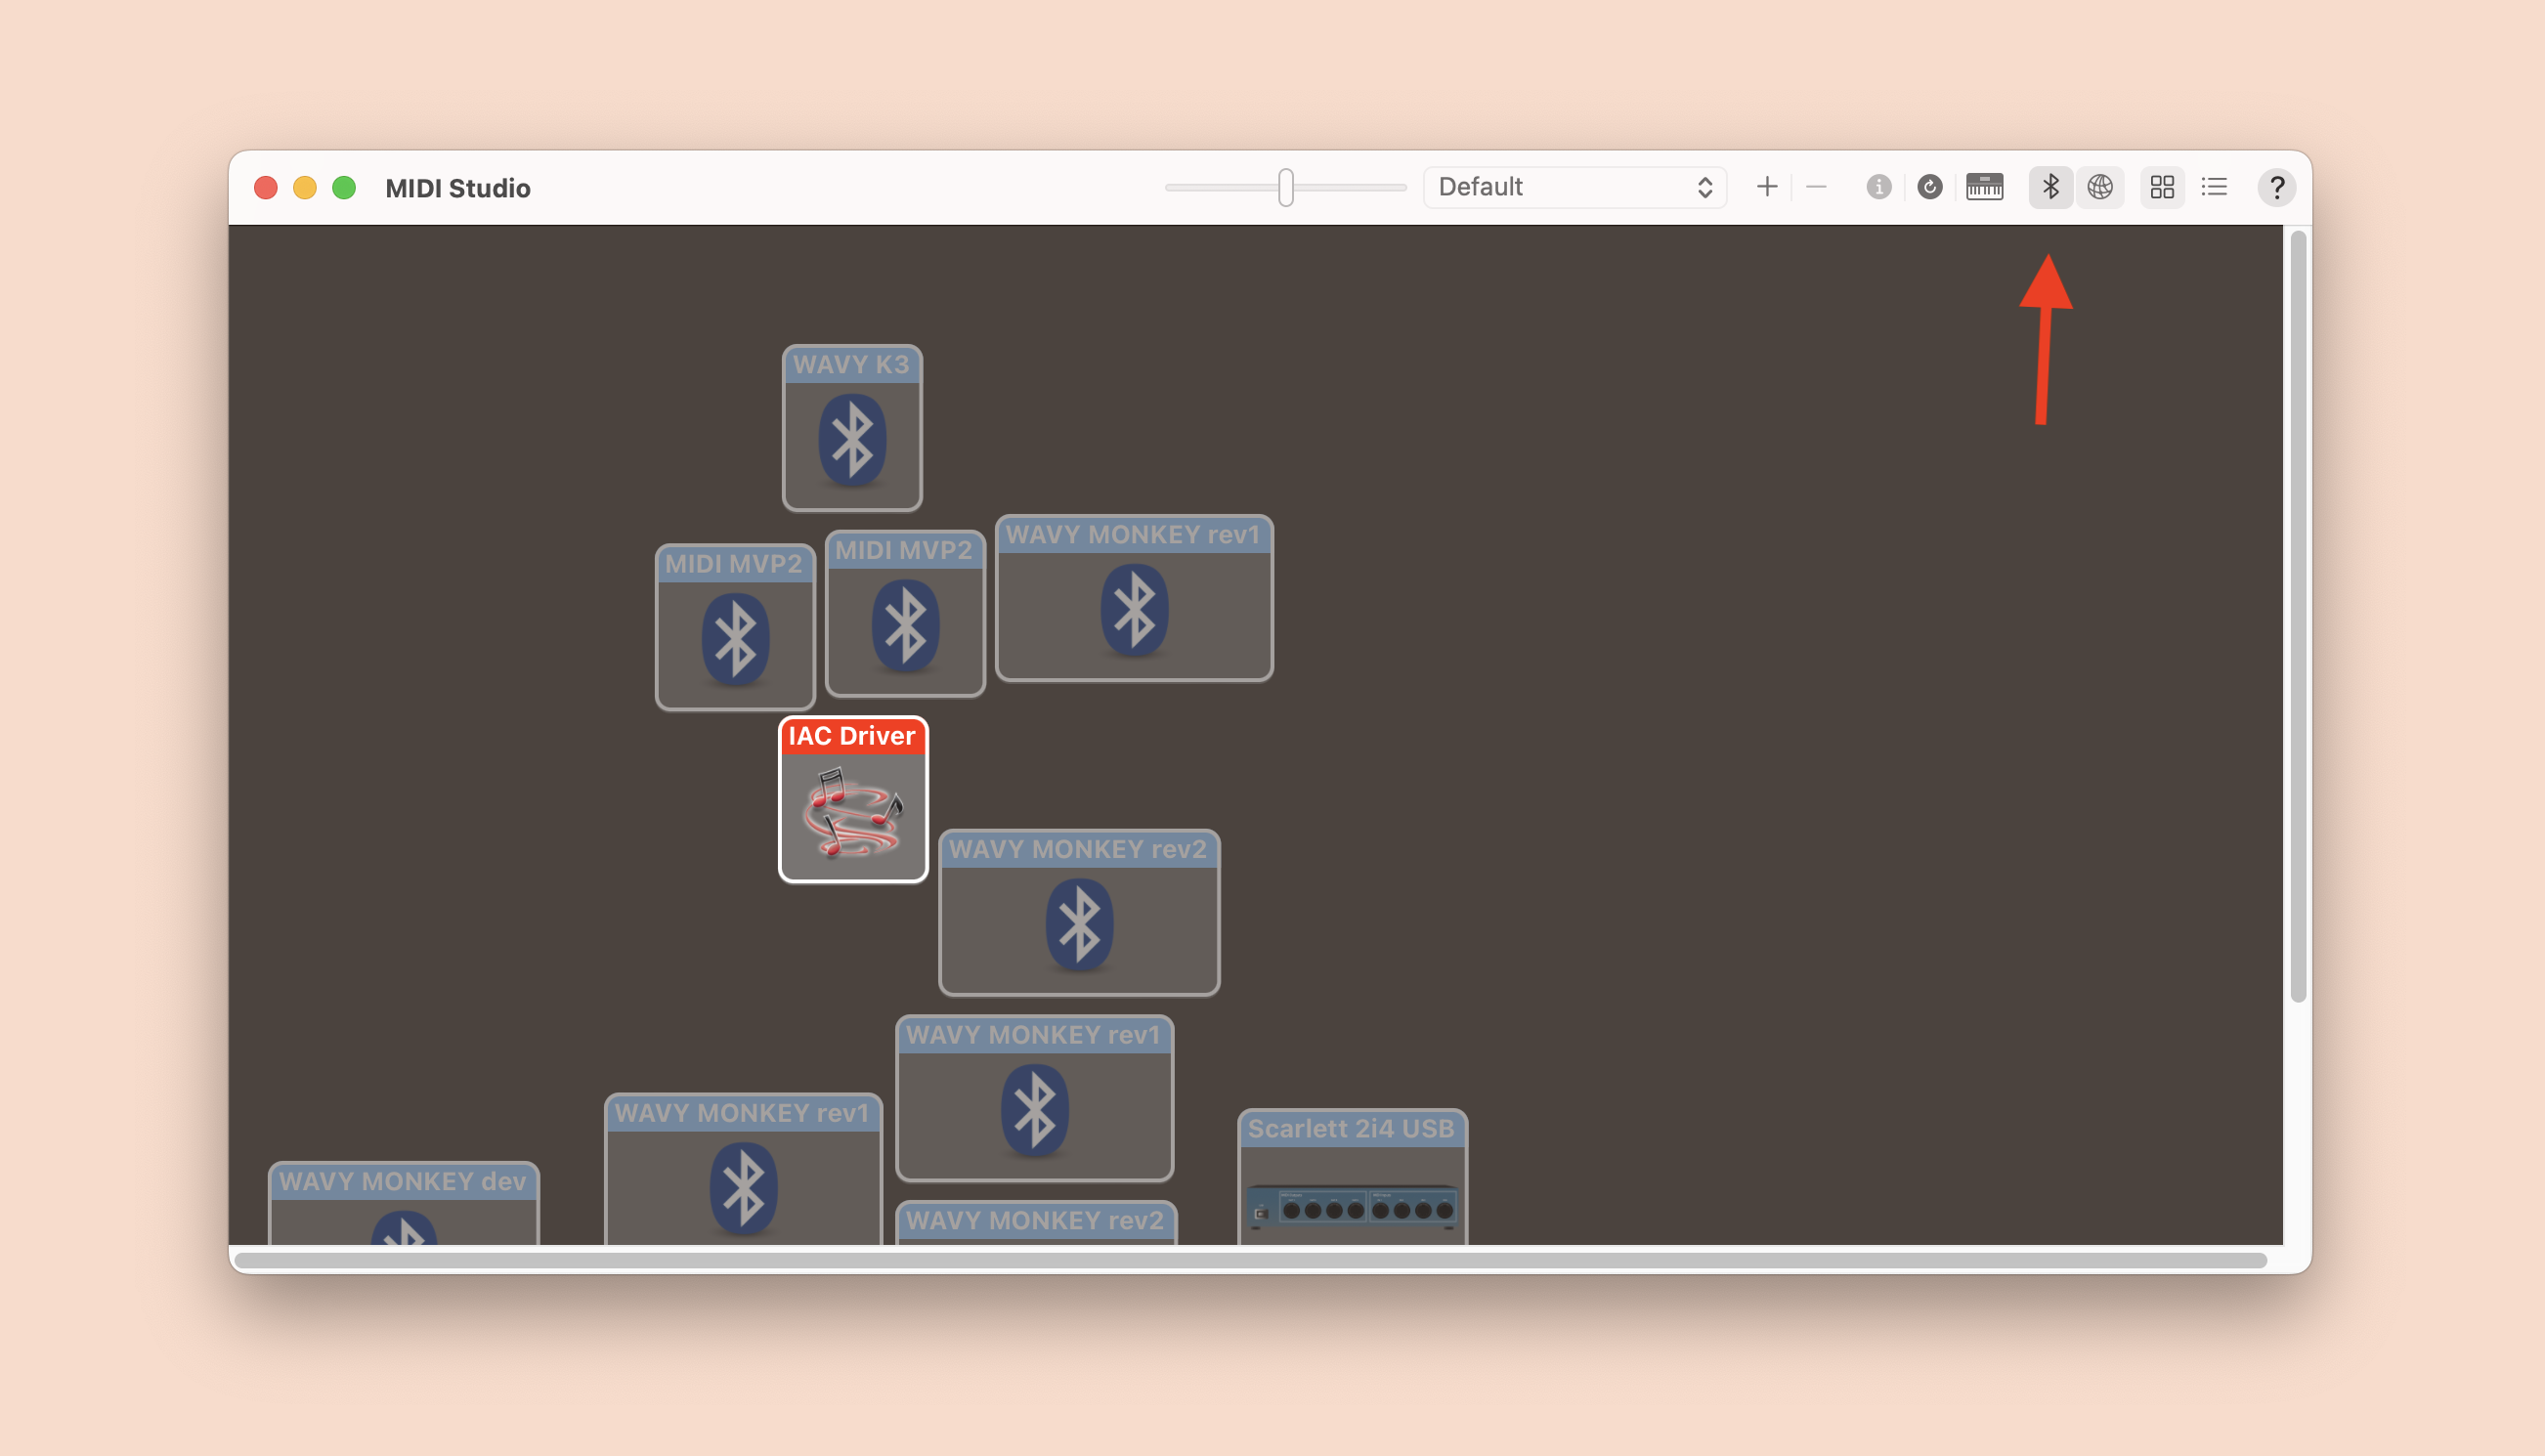 MIDI Studio
Default
?
WAVY K3
MIDI MVP2
MIDI MVP2
WAVY MONKEY rev1
IAC Driver
WAVY MONKEY rev2
WAVY MONKEY rev1
WAVY MONKEY rev1
Scarlett 2i4 USB
WAVY MONKEY dev
WAVY MONKEY rev2